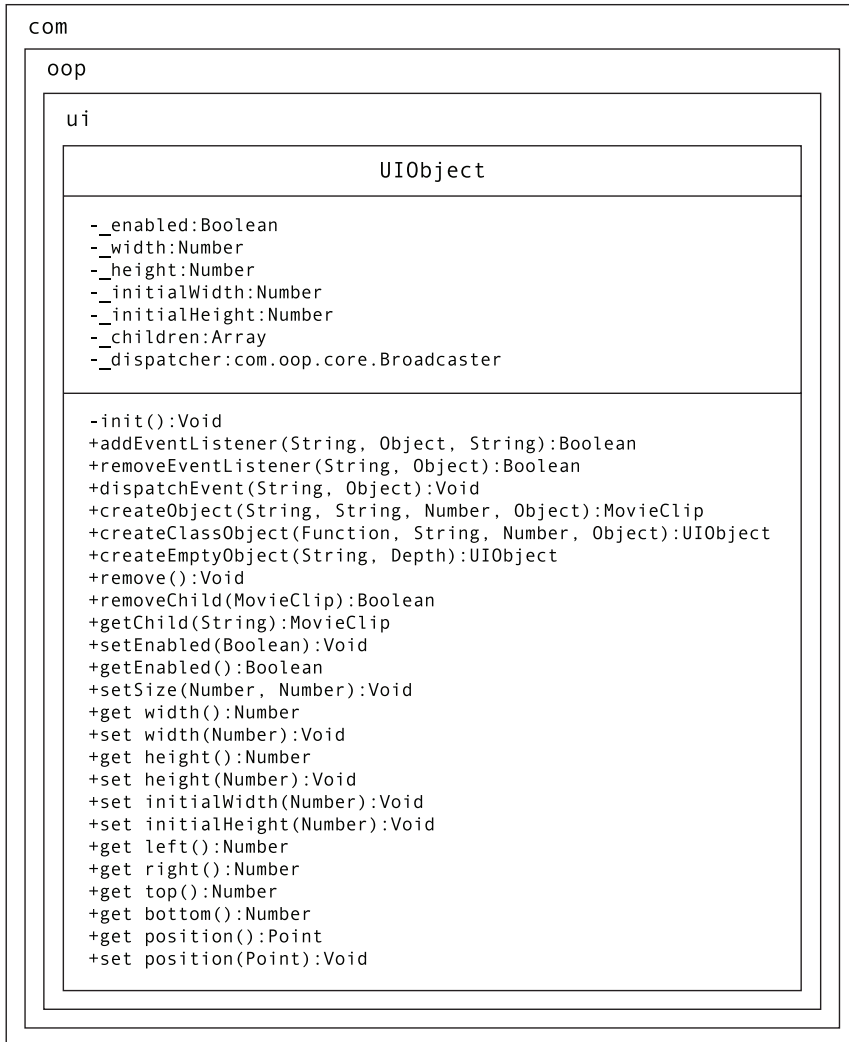 com
oop
ui
UIObject
-_enabled:Boolean
-_width:Number
-_height:Number
-_initialWidth:Number
-_initialHeight:Number
-_children:Array
-_dispatcher:com.oop.core.Broadcaster
-init():Void
+addEventListener(String, Object, String):Boolean
+removeEventListener(String, Object):Boolean
+dispatchEvent(String, Object):Void
+createObject(String, String, Number, Object):MovieClip
+createClassObject(Function, String, Number, Object):UIObject
+createEmptyObject(String, Depth):UIObject
+remove():Void
+removeChild(MovieClip):Boolean
+getChild(String):MovieClip
+setEnabled(Boolean):Void
+getEnabled():Boolean
+setSize(Number, Number):Void
+get width():Number
+set width(Number):Void
+get height():Number
+set height(Number):Void
+set initialWidth(Number):Void
+set initialHeight(Number):Void
+get left():Number
+get right():Number
+get top():Number
+get bottom():Number
+get position():Point
+set position(Point):Void